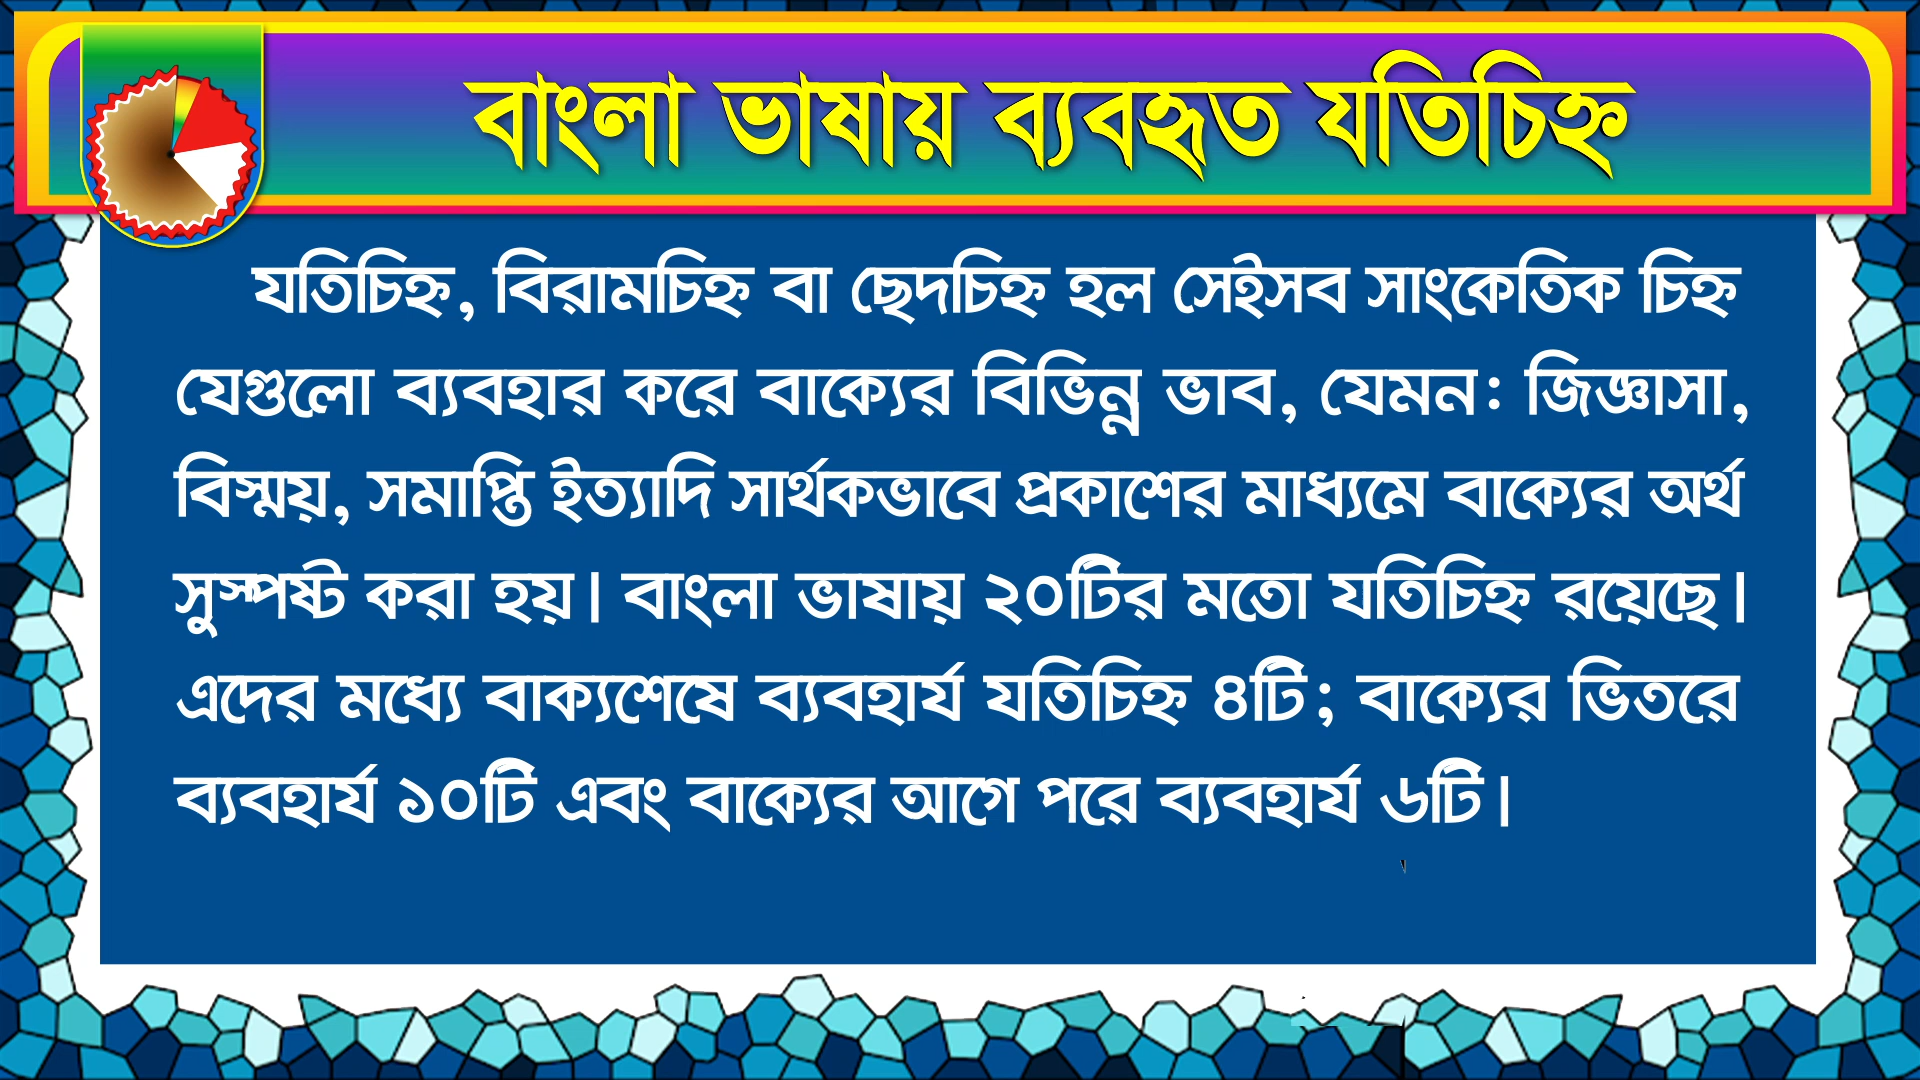 বাংলা ভাষায় ব্যবহৃত যতিচিহ্ন
যতিচিহ্ন, বিরামচিহ্ন বা ছেদচিহ্ন হল সেইসব সাংকেতিক চিহ্ন
যেগুলো ব্যবহার করে বাক্যের বিভিন্ন ভাব, যেমন: জিজ্ঞাসা,
বিস্ময়, সমাপ্তি ইত্যাদি সার্থকভাবে প্রকাশের মাধ্যমে বাক্যের অর্থ
সুস্পষ্ট করা হয়। বাংলা ভাষায় ২০টির মতো যতিচিহ্ন রয়েছে।
এদের মধ্যে বাক্যশেষে ব্যবহার্য যতিচিহ্ন ৪টি; বাক্যের ভিতরে
ব্যবহার্য ১০টি এবং বাক্যের আগে পরে ব্যবহার্য ৬টি।